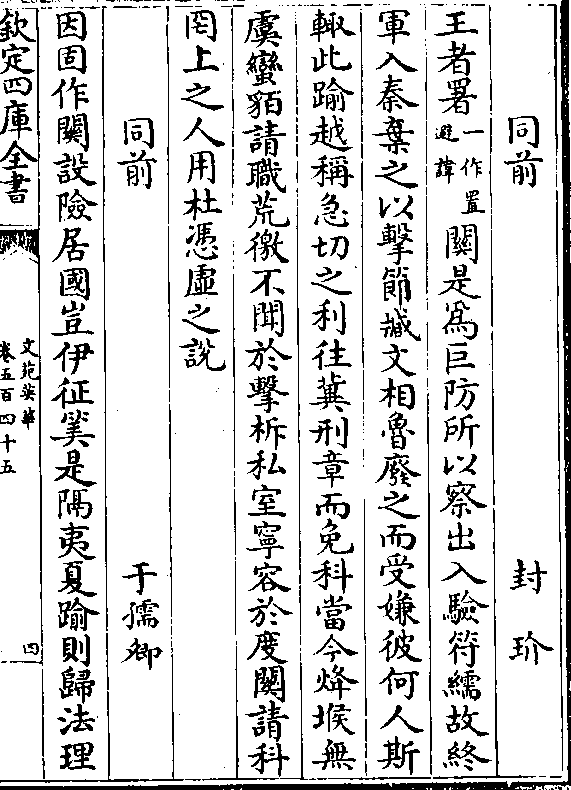 同前　　封玠
王者署一作置避諱關是為巨防所以察出入驗符繻故終
軍入秦棄之以擊節臧文相魯廢之而受嫌彼何人斯
輙此踰越稱急切之利往冀刑章而免科當今烽堠無
虞蠻貊請職荒徼不聞於擊柝私室寧容於度關請科
罔上之人用杜憑虛之說
同前　　于孺卿
因固作關設險居國豈伊征筭是隅夷夏踰則歸法理
欽定四庫全書
文苑英華
卷五百四十五
四